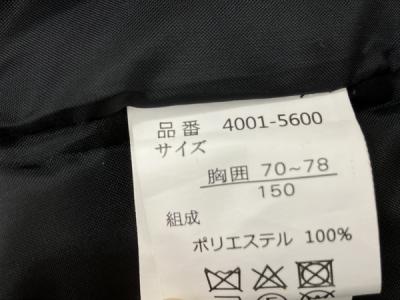 品番 4001-5600
サイズ
胸囲 70~78
150
組成
ポリエステル 100%